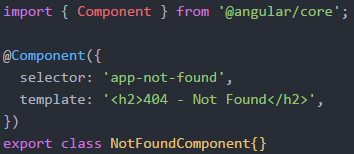 import { Component } from '@angular/core';

@Component({
  selector: 'app-not-found',
  template: '<h2>404 - Not Found</h2>',
})
export class NotFoundComponent{}